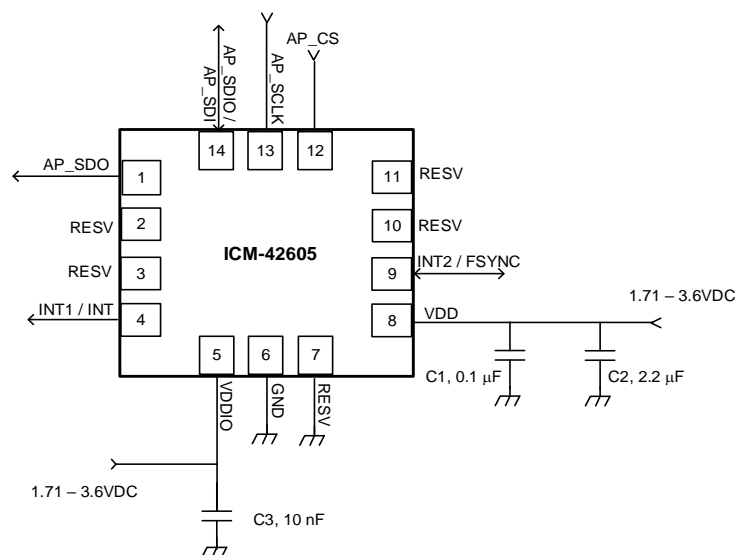 AP_CS
AP_SDIO /
AP_SDI
AP_SCLK
14
13
12
AP_SDO
1
11
RESV
RESV
2
10
RESV
ICM-42605
RESV
3
9
INT2 / FSYNC
INT1 / INT
4
8
VDD
1.71 – 3.6VDC
5
6
7
VDDIO
GND
RESV
C1, 0.1 µF
C2, 2.2 µF
1.71 – 3.6VDC
C3, 10 nF